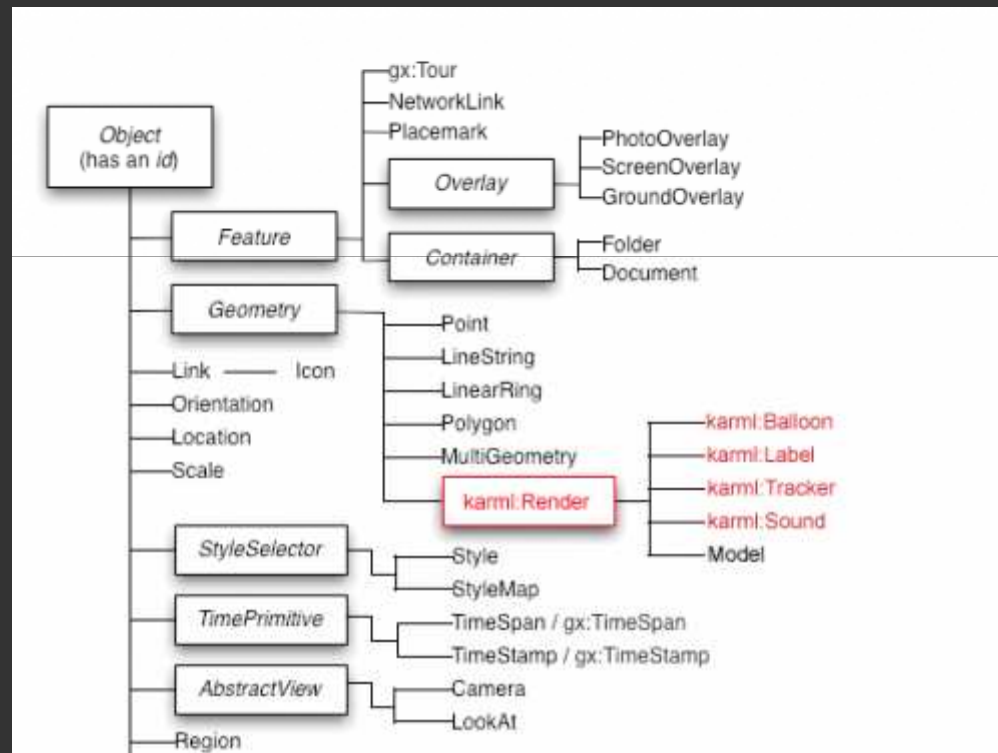 Object
(has an id)
gx:Tour
NetworkLink
Placemark
Overlay
PhotoOverlay
ScreenOverlay
GroundOverlay
Feature
Container
Folder
Document
Geometry
Point
LineString
LinearRing
Polygon
MultiGeometry
karml:Render
karml:Balloon
karml:Label
karml:Tracker
karml:Sound
Model
Link Icon
Orientation
Location
Scale
StyleSelector
Style
StyleMap
TimePrimitive
TimeSpan / gx:TimeSpan
TimeStamp / gx:TimeStamp
AbstractView
Camera
LookAt
Region